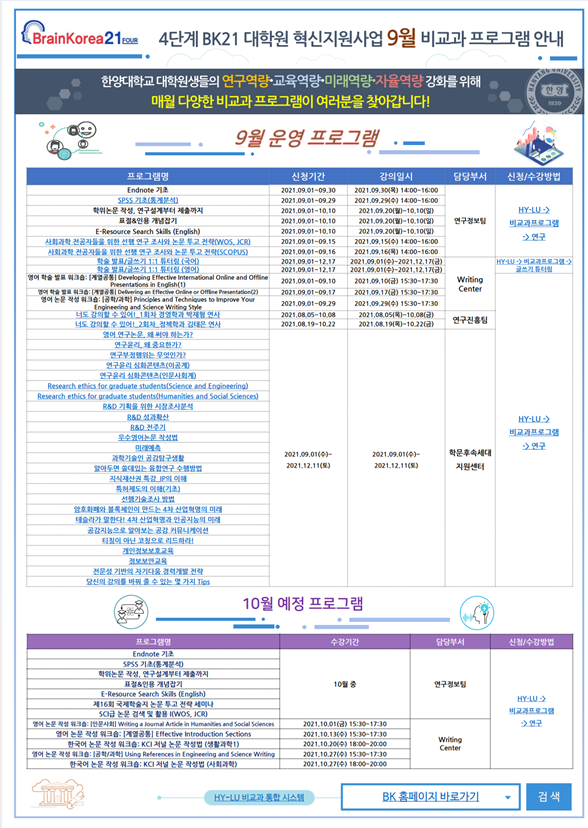 BrainKorea21 FOUR
4단계 BK21 대학원 혁신지원사업 9월 비교과 프로그램 안내
한양대학교 대학원생들의 연구역량·교육역량·미래역량·자율역량 강화를 위해
매월 다양한 비교과 프로그램이 여러분을 찾아갑니다!
HANYANG UNIVERSITY
한양
1939
9월 운영 프로그램
프로그램명 신청기간 강의일시 담당부서 신청/수강방법
Endnote 기초 2021.09.01~09.30 2021.09.30(목) 14:00~16:00
SPSS 기초(통계분석) 2021.09.01~09.29 2021.09.29(수) 14:00~16:00
학위논문 작성, 연구설계부터 제출까지 2021.09.01~10.10 2021.09.20(월)~10.10(일)
표절&인용 개념잡기 2021.09.01~10.10 2021.09.20(월)~10.10(일)
E-Resource Search Skills (English) 2021.09.01~10.10 2021.09.20(월)~10.10(일)
사회과학 전공자들을 위한 선행 연구 조사와 논문 투고 전략(WOS, JCR) 2021.09.01~09.15 2021.09.15(수) 14:00~16:00
사회과학 전공자들을 위한 선행 연구 조사와 논문 투고 전략(SCOPUS) 2021.09.01~09.16 2021.09.16(목) 14:00~16:00
연구정보팀
HY-LU ->
비교과프로그램
-> 연구
학술 발표/글쓰기 1:1 튜터링 (국어) 2021.09.01~12.17 2021.09.01(수)~2021.12.17(금)
학술 발표/글쓰기 1:1 튜터링 (영어) 2021.09.01~12.17 2021.09.01(수)~2021.12.17(금)
HY-LU -> 비교과프로그램 ->
글쓰기 튜터링
영어 학술 발표 워크숍: [계열공통] Developing Effective International Online and Offline
Presentations in English(1) 2021.09.01~09.10 2021.09.10(금) 15:30~17:30
영어 학술 발표 워크숍: [계열공통] Delivering an Effective Online or Offline Presentation(2) 2021.09.01~09.17 2021.09.17(금) 15:30~17:30
영어 논문 작성 워크숍: [공학/과학] Principles and Techniques to Improve Your
Engineering and Science Writing Style 2021.09.01~09.29 2021.09.29(수) 15:30~17:30
Writing
Center
너도 강의할 수 있어!_1회차 경영학과 박재형 연사 2021.08.05~10.08 2021.08.05(목)~10.08(금)
너도 강의할 수 있어!_2회차_정책학과 김태은 연사 2021.08.19~10.22 2021.08.19(목)~10.22(금)
연구진흥팀
영어 연구논문, 왜 써야 하는가?
연구윤리, 왜 중요한가?
연구부정행위는 무엇인가?
연구윤리 심화콘텐츠(이공계)
연구윤리 심화콘텐츠(인문사회계)
Research ethics for graduate students(Science and Engineering)
Research ethics for graduate students(Humanities and Social Sciences)
R&D 기획을 위한 시장조사분석
R&D 성과확산
R&D 전주기
우수영어논문 작성법
미래예측
과학기술인 공감탐구생활
알아두면 쓸데있는 융합연구 수행방법
지식재산권 특강_IP의 이해
특허제도의 이해(기초)
선행기술조사 방법
암호화폐와 블록체인이 만드는 4차 산업혁명의 미래
테슬라가 말한다! 4차 산업혁명과 인공지능의 미래
공감지능으로 알아보는 공감 커뮤니케이션
티칭이 아닌 코칭으로 리드하라!
개인정보보호교육
정보보안교육
전문성 기반의 자기다움 경력개발 전략
당신의 강의를 바꿔 줄 수 있는 몇 가지 Tips
2021.09.01(수)~
2021.12.11(토)
2021.09.01(수)~
2021.12.11(토)
학문후속세대
지원센터
HY-LU ->
비교과프로그램
-> 연구
10월 예정 프로그램
프로그램명 수강기간 담당부서 신청/수강방법
Endnote 기초
SPSS 기초(통계분석)
학위논문 작성, 연구설계부터 제출까지
표절&인용 개념잡기
E-Resource Search Skills (English)
제16회 국제학술지 논문 투고 전략 세미나
SCI급 논문 검색 및 활용 I(WOS, JCR)
10월 중
연구정보팀
영어 논문 작성 워크숍: [인문사회] Writing a Journal Article in Humanities and Social Sciences 2021.10.01(금) 15:30~17:30
영어 논문 작성 워크숍: [계열공통] Effective Introduction Sections 2021.10.13(수) 15:30~17:30
한국어 논문 작성 워크숍: KCI 저널 논문 작성법 (생활과학1) 2021.10.20(수) 18:00~20:00
영어 논문 작성 워크숍: [공학/과학] Using References in Engineering and Science Writing 2021.10.27(수) 15:30~17:30
한국어 논문 작성 워크숍: KCI 저널 논문 작성법 (사회과학) 2021.10.27(수) 18:00~20:00
Writing
Center
HY-LU ->
비교과프로그램
-> 연구
HY-LU 비교과 통합 시스템
BK 홈페이지 바로가기
검 색